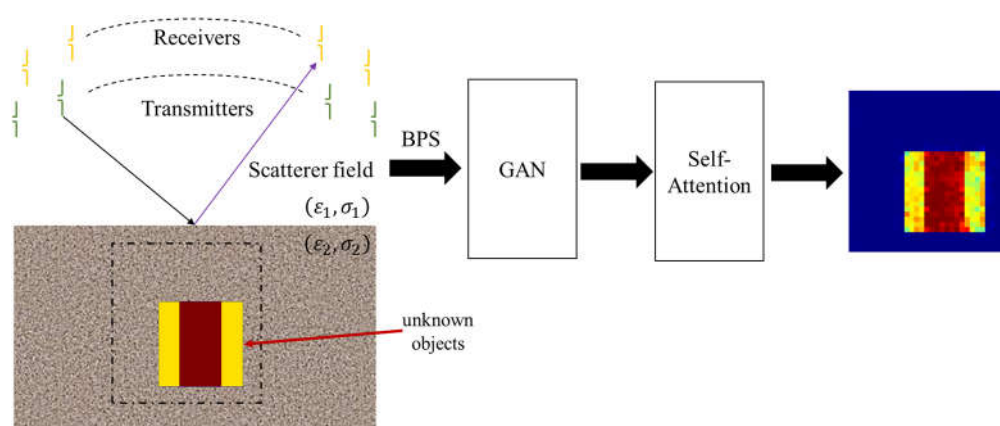 Receivers
Transmitters
Scatterer field
(ε₁, σ₁)
(ε₂, σ₂)
unknown
objects
BPS
GAN
Self-
Attention